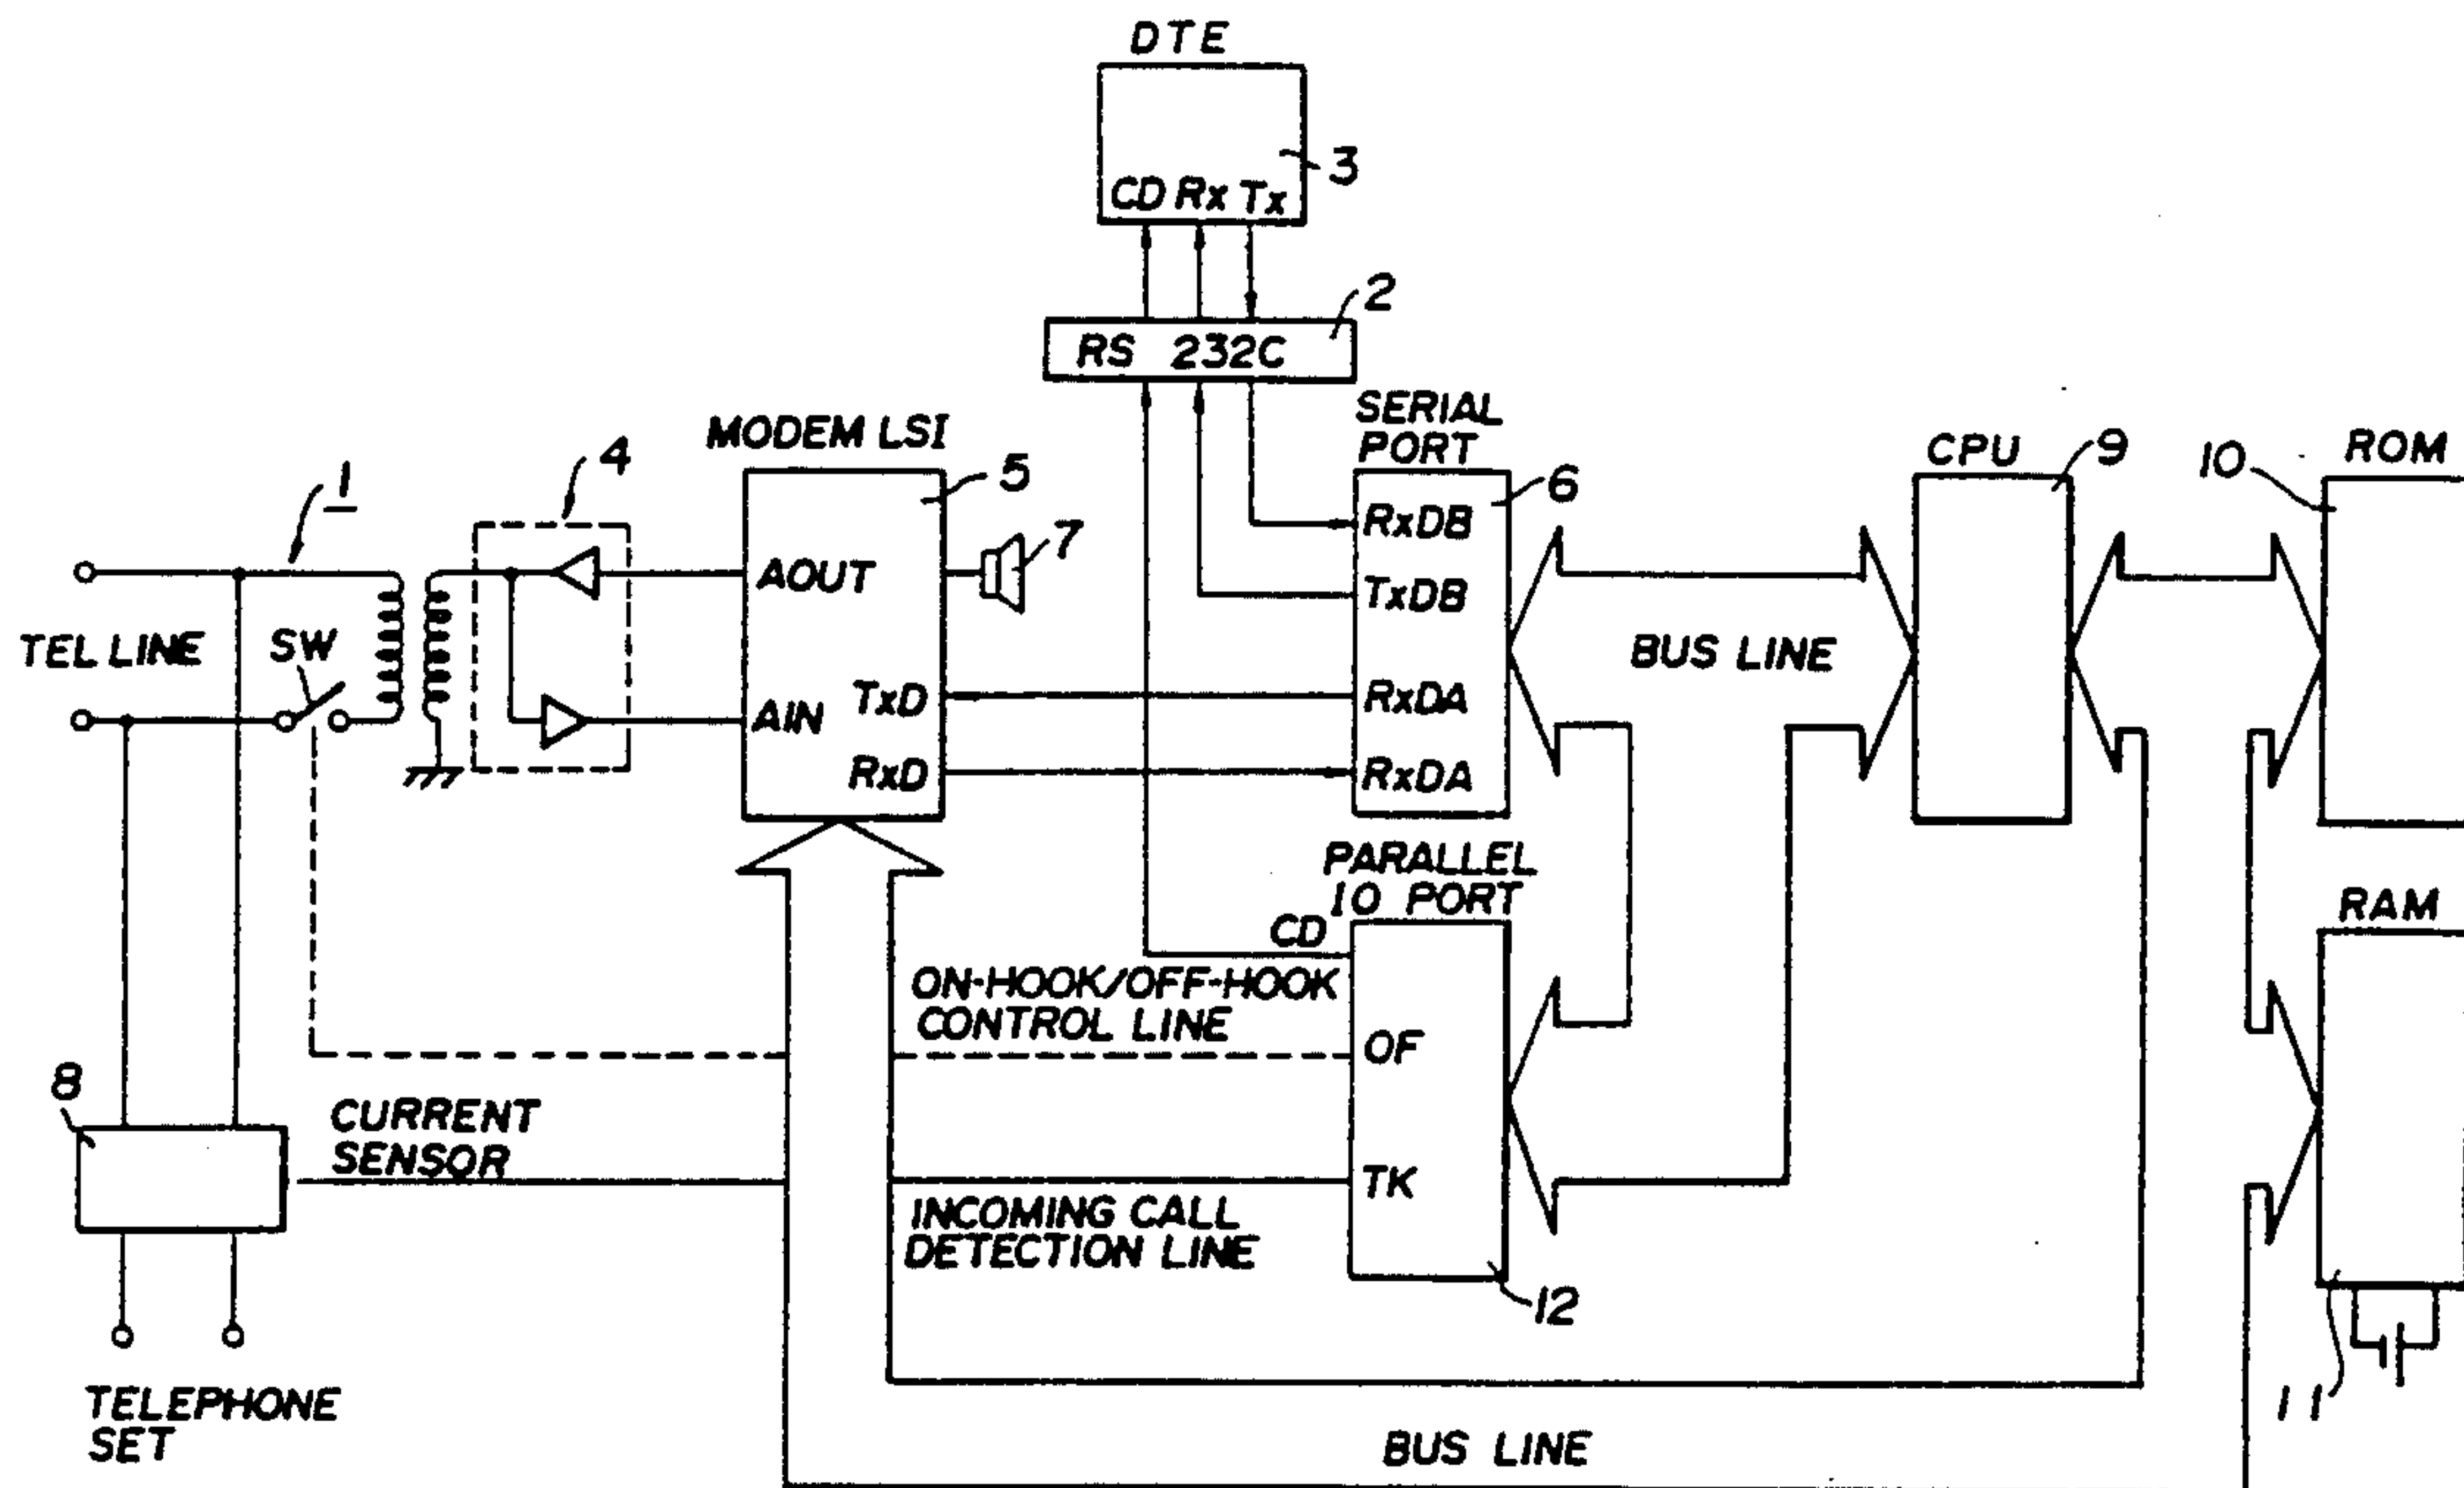 DTE
3
CD Rx Tx
2
RS 232C
SERIAL
PORT
MODEM LSI
CPU
9
10
ROM
4
1
5
6
RxDB
7
AOUT
TxDB
TEL LINE
SW
BUS LINE
TxD
RxDA
AIN
RxD
RxDA
PARALLEL
IO PORT
RAM
CD
ON-HOOK/OFF-HOOK
CONTROL LINE
OF
8
CURRENT
SENSOR
TK
INCOMING CALL
DETECTION LINE
12
11
TELEPHONE
SET
BUS LINE